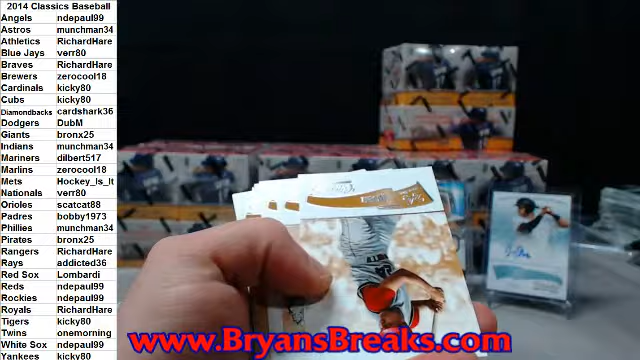 2014 Classics Baseball
Angels ndepaul99
Astros munchman34
Athletics RichardHare
Blue Jays verr80
Braves RichardHare
Brewers zerocool18
Cardinals kicky80
Cubs kicky80
Diamondbacks cardshark36
Dodgers DubM
Giants bronx25
Indians munchman34
Mariners dilbert517
Marlins zerocool18
Mets Hockey_Is_It
Nationals verr80
Orioles scatcat88
Padres bobby1973
Phillies munchman34
Pirates bronx25
Rangers RichardHare
Rays addicted36
Red Sox Lombardi
Reds ndepaul99
Rockies ndepaul99
Royals RichardHare
Tigers kicky80
Twins onemorning
White Sox ndepaul99
Yankees kicky80
www.BryansBreaks.com